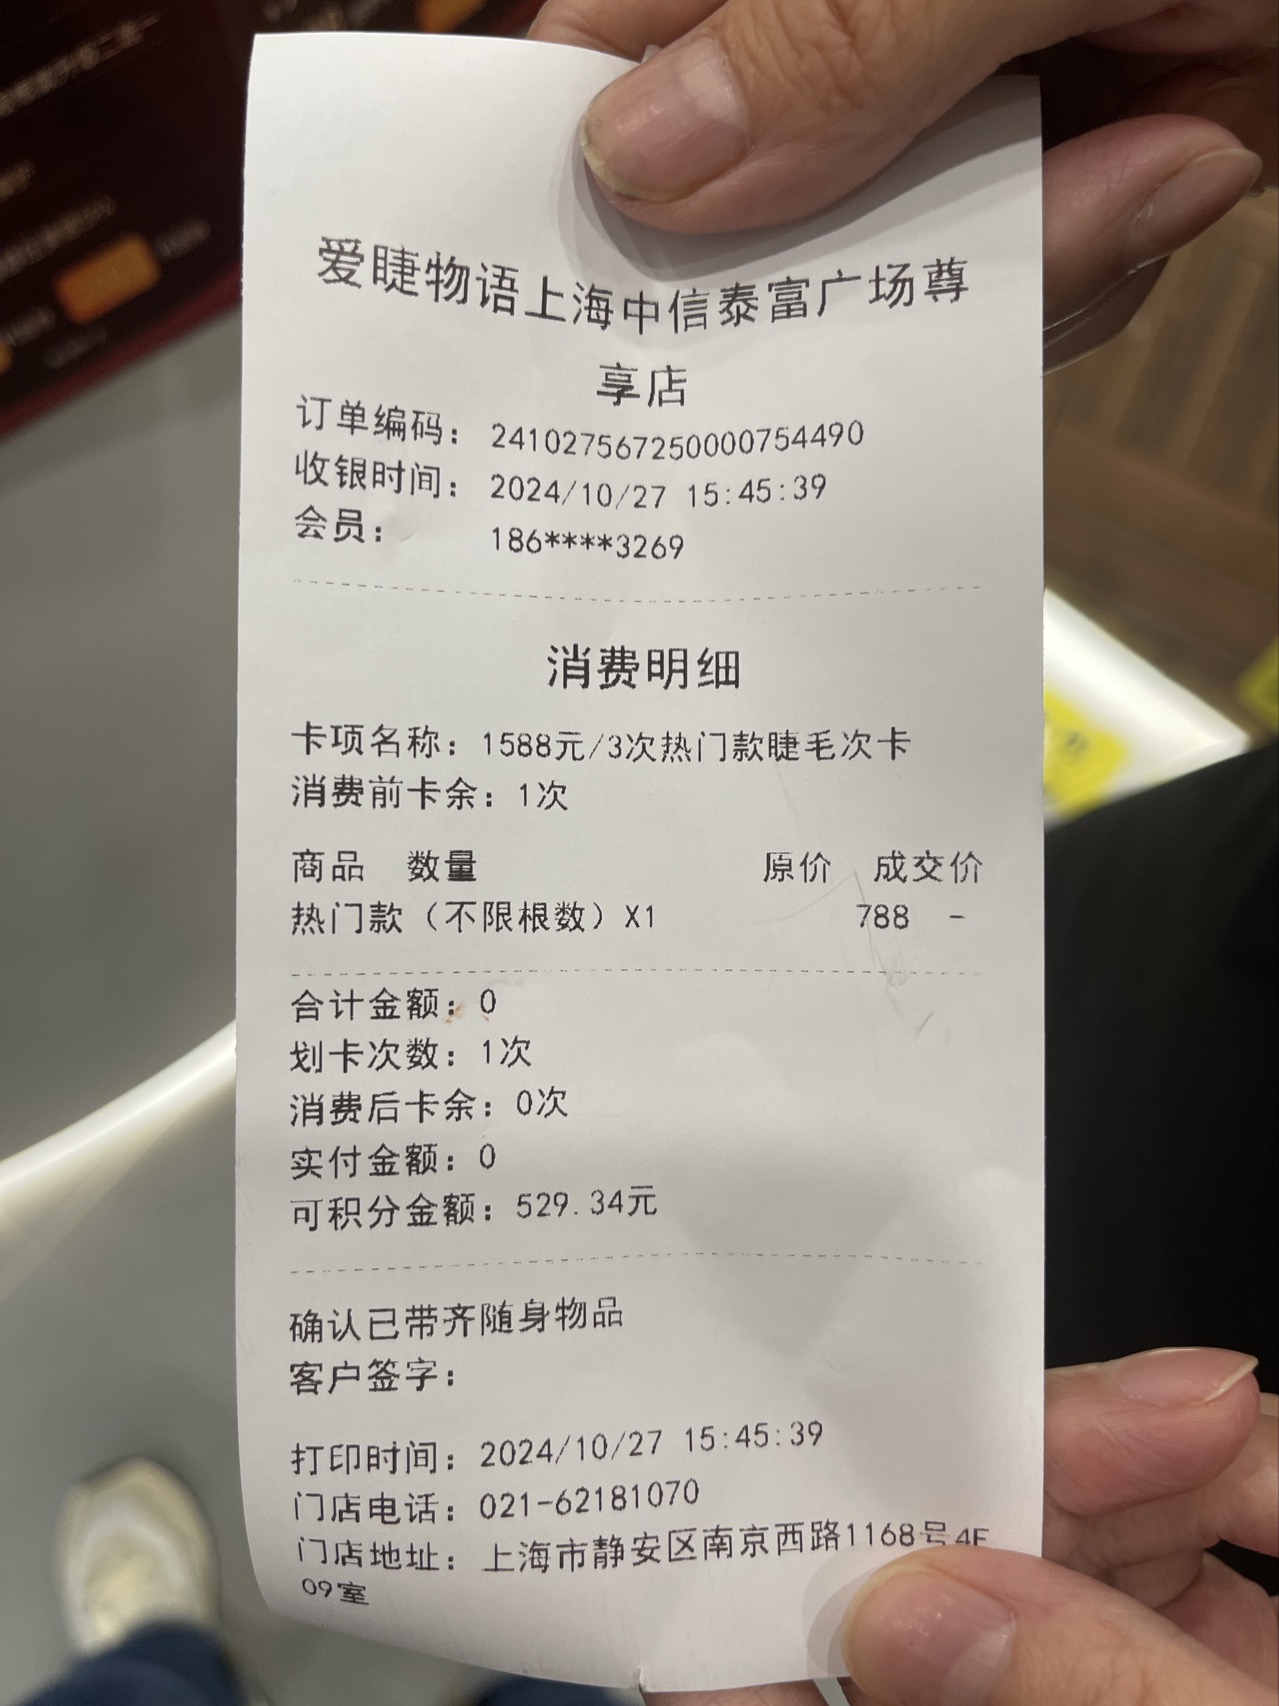 爱睫物语上海中信泰富广场尊
享店
订单编码： 241027567250000754490
收银时间： 2024/10/27 15:45:39
会员： 186****3269
消费明细
卡项名称：1588元/3次热门款睫毛次卡
消费前卡余：1次
商品 数量 原价 成交价
热门款（不限根数）X1 788 -
合计金额：0
划卡次数：1次
消费后卡余：0次
实付金额：0
可积分金额：529.34元
确认已带齐随身物品
客户签字：
打印时间：2024/10/27 15:45:39
门店电话：021-62181070
门店地址：上海市静安区南京西路1168号4F
09室